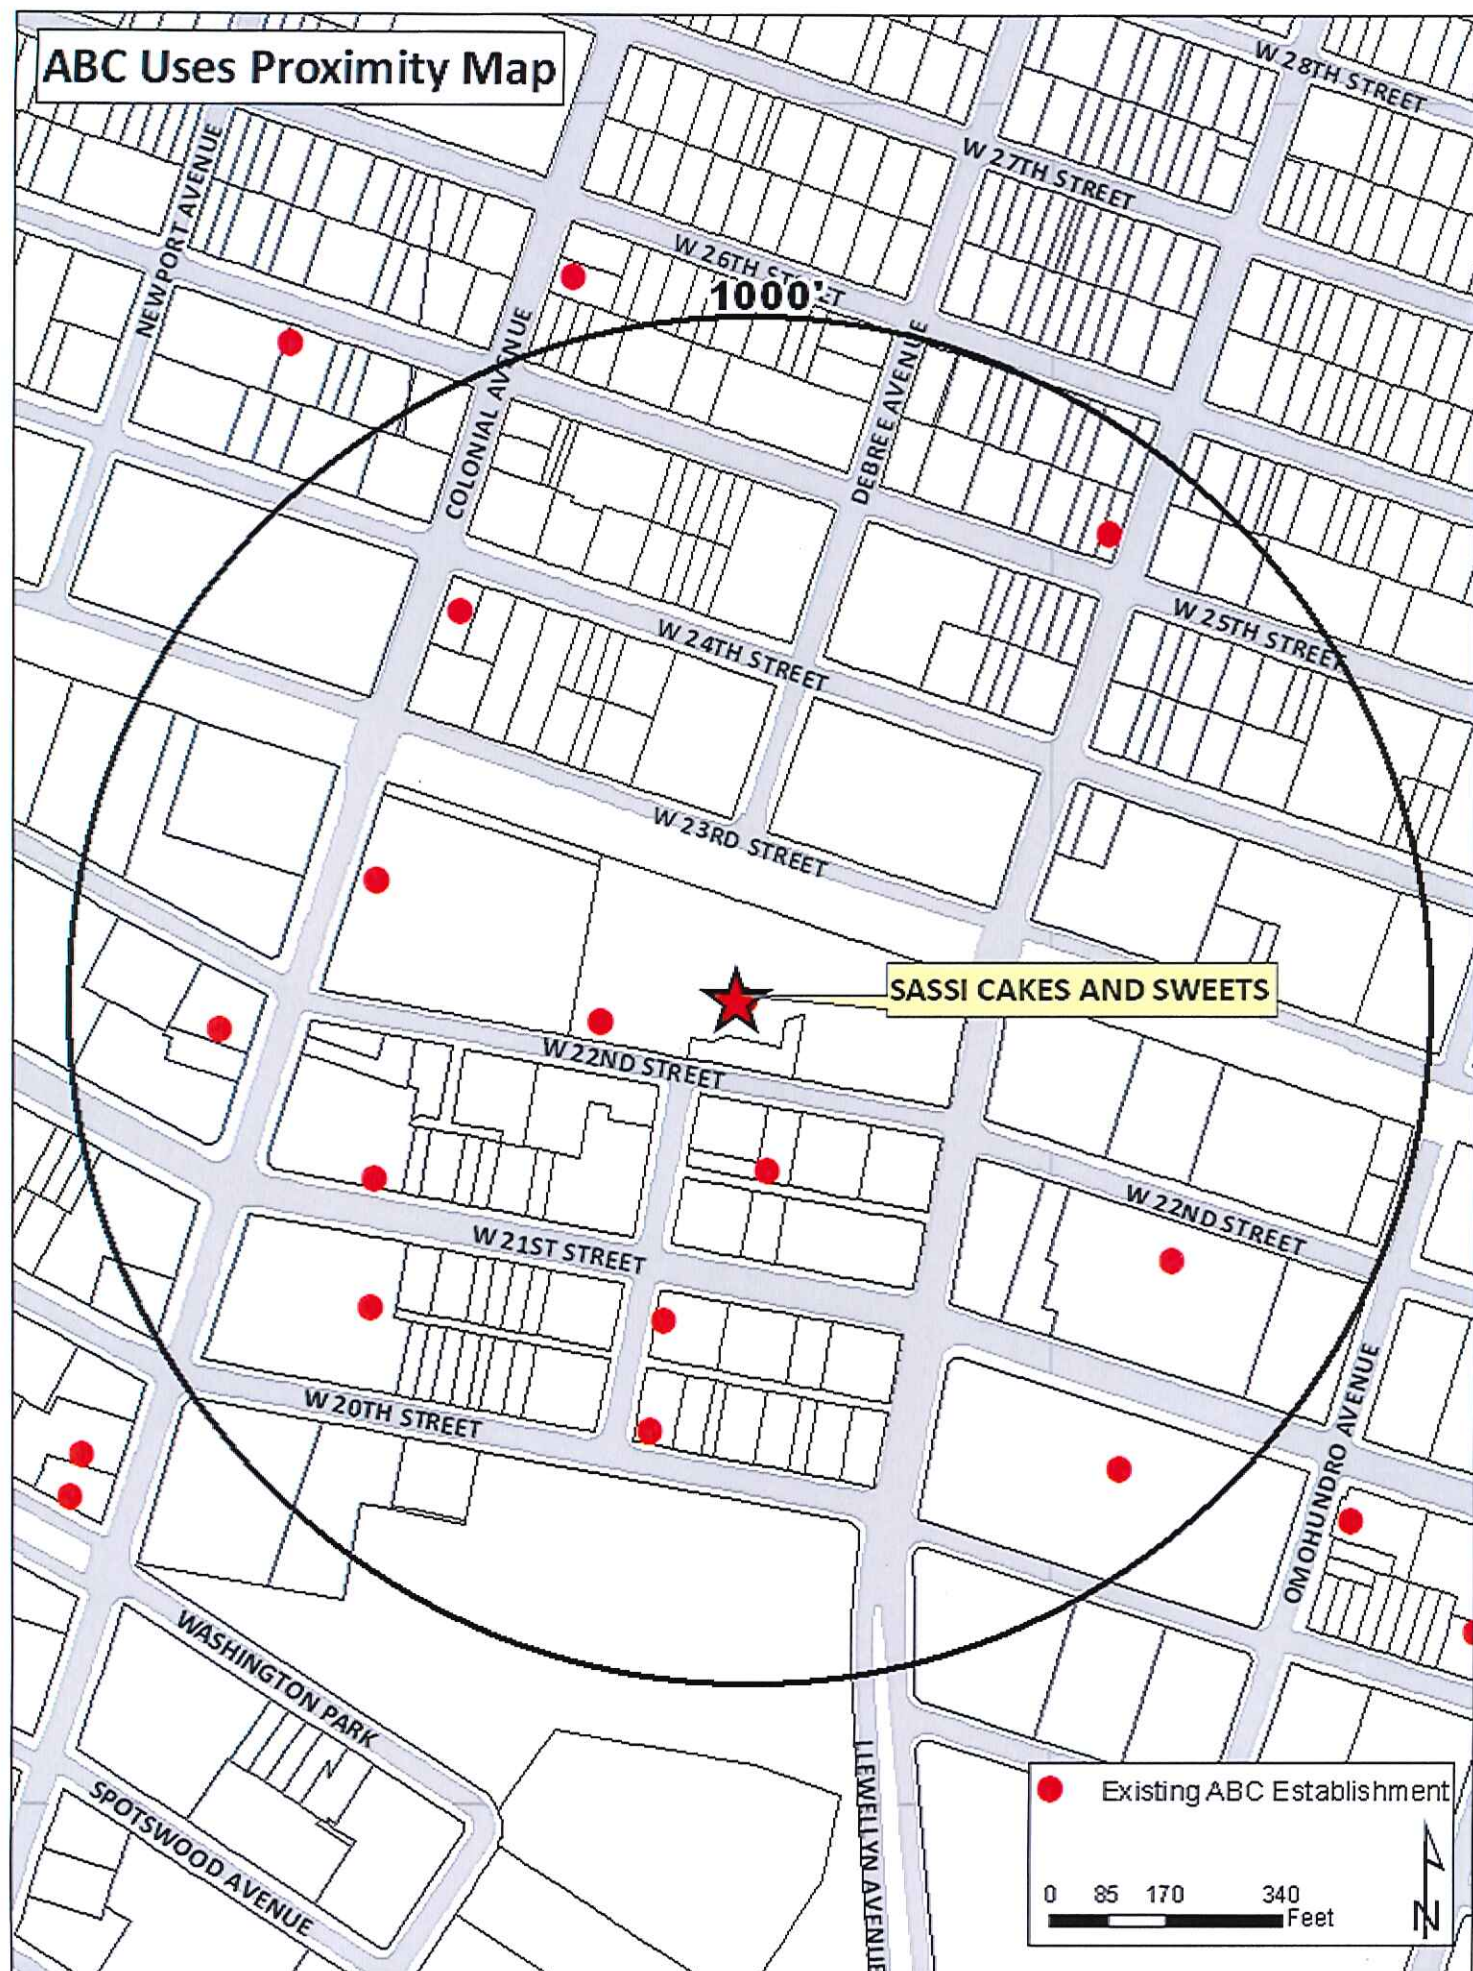 ABC Uses Proximity Map
W 28TH STREET
W 27TH STREET
NEWPORT AVENUE
W 26TH STREET
1000'
COLONIAL AVENUE
DEBREE AVENUE
W 25TH STREET
W 24TH STREET
W 23RD STREET
SASSI CAKES AND SWEETS
W 22ND STREET
W 22ND STREET
W 21ST STREET
W 20TH STREET
OMOHUNDRO AVENUE
WASHINGTON PARK
SPOTSWOOD AVENUE
LLEWELLYN AVENUE
Existing ABC Establishment
0 85 170 340
Feet
N